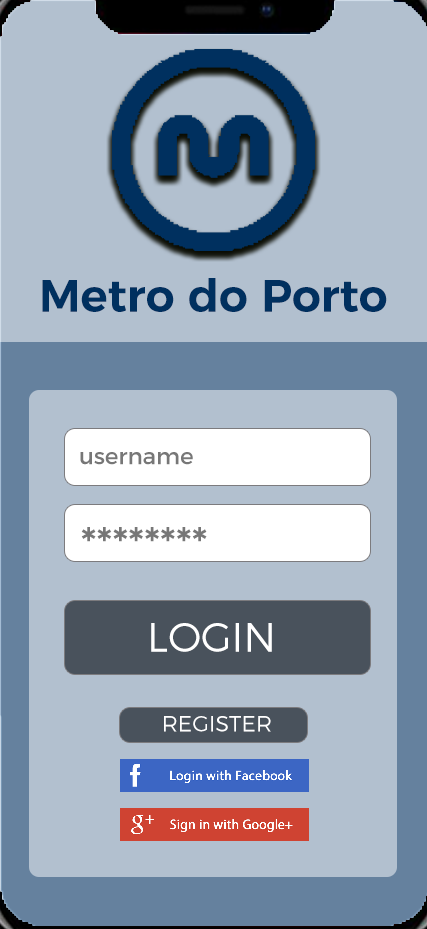 M
Metro do Porto
username
********
LOGIN
REGISTER
f Login with Facebook
g+ Sign in with Google+